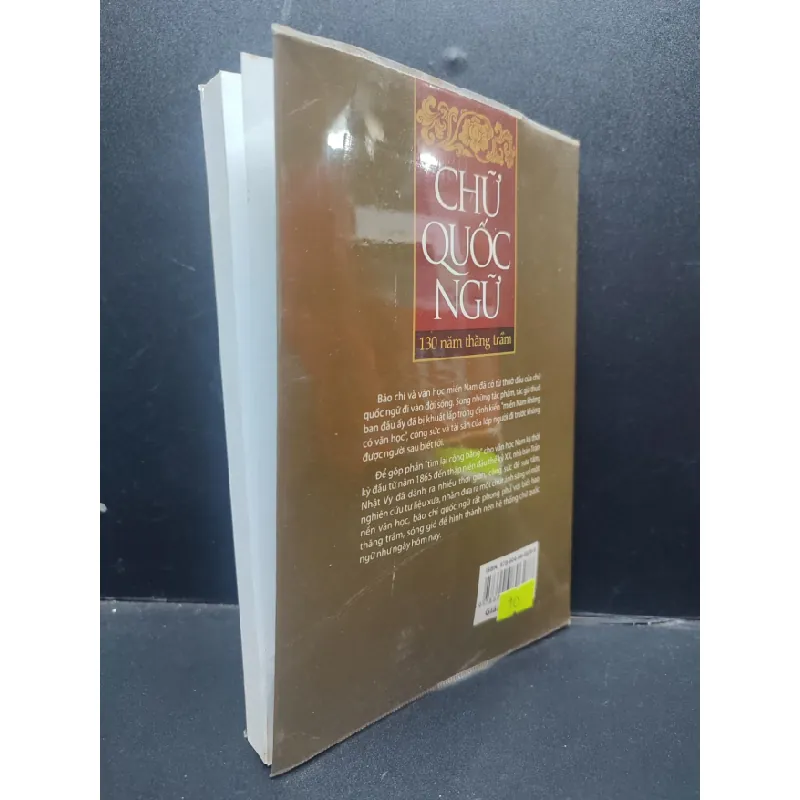 CHỮ
QUỐC
NGỮ
130 năm thăng trầm
Báo chí và văn học miền Nam đã có từ thuở đầu của chữ
quốc ngữ đi vào đời sống. Song những tác phẩm, tác giả thuở
ban đầu ấy đã bị khuất lấp trong định kiến "miền Nam không
có văn học", công sức và tài sản của lớp người đi trước không
được người sau biết tới.
Để góp phần "tìm lại công bằng" cho văn học Nam kỳ thời
kỳ đầu từ năm 1865 đến thập niên đầu thế kỷ XX, nhà báo Trần
Nhật Vy đã dành ra nhiều thời gian, công sức để sưu tầm,
nghiên cứu tư liệu xưa, nhằm đưa ra một chút ánh sáng về một
nền văn học, báo chí quốc ngữ rất phong phú với biết bao
thăng trầm, sóng gió để hình thành nên hệ thống chữ quốc
ngữ như ngày hôm nay.
ISBN:
Giá: